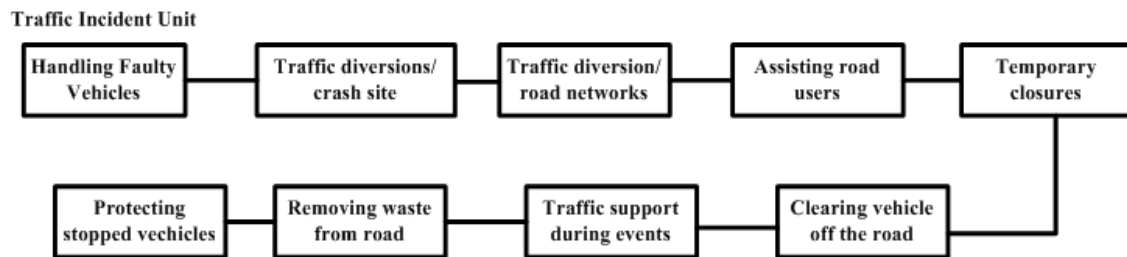 Traffic Incident Unit
Handling Faulty
Vehicles
Traffic diversions/
crash site
Traffic diversion/
road networks
Assisting road
users
Temporary
closures
Protecting
stopped vechicles
Removing waste
from road
Traffic support
during events
Clearing vehicle
off the road